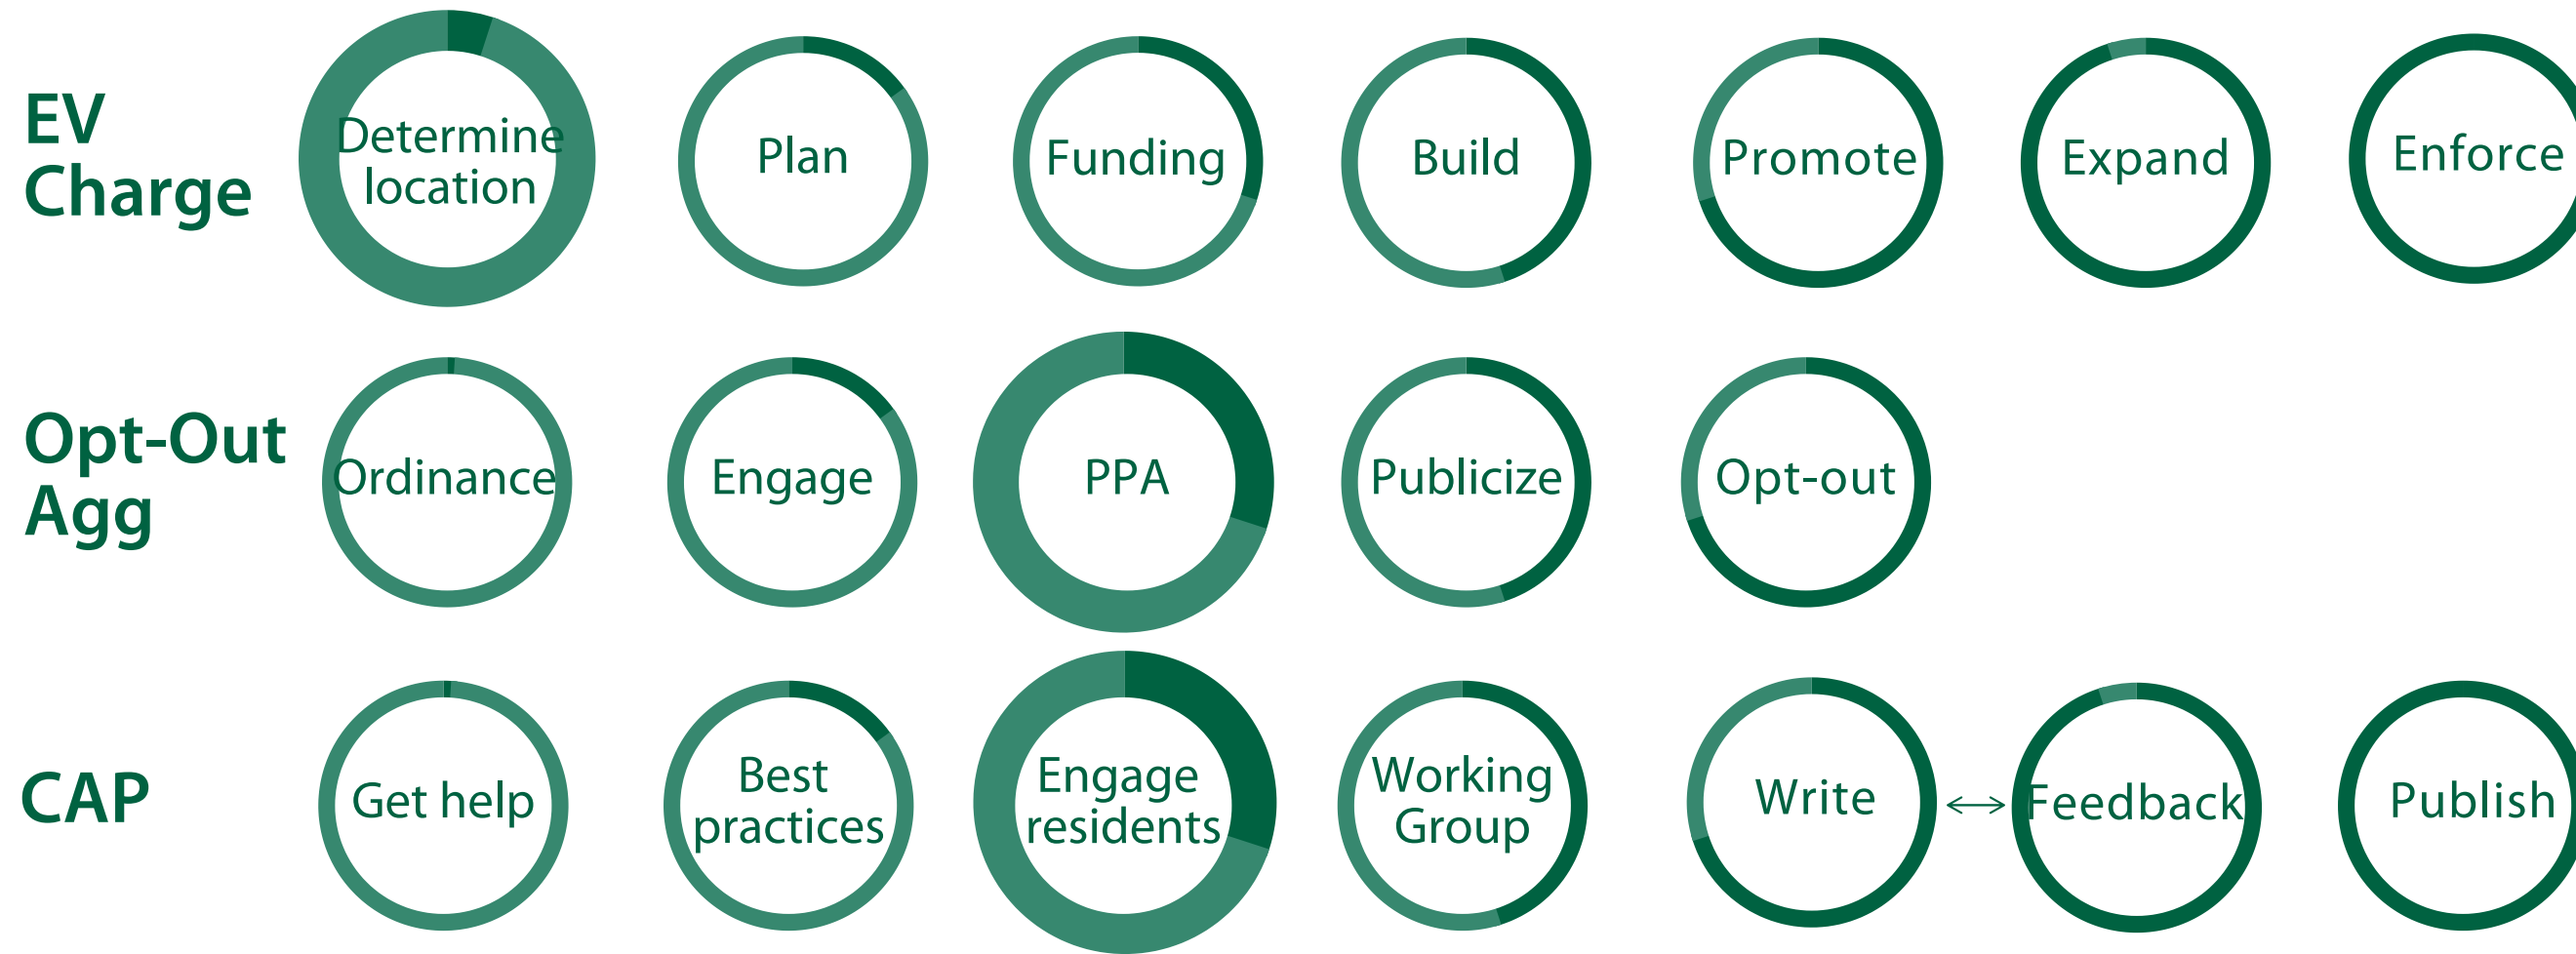 EV
Charge
Determine
location
Plan
Funding
Build
Promote
Expand
Enforce
Opt-Out
Agg
Ordinance
Engage
PPA
Publicize
Opt-out
CAP
Get help
Best
practices
Engage
residents
Working
Group
Write
Feedback
Publish